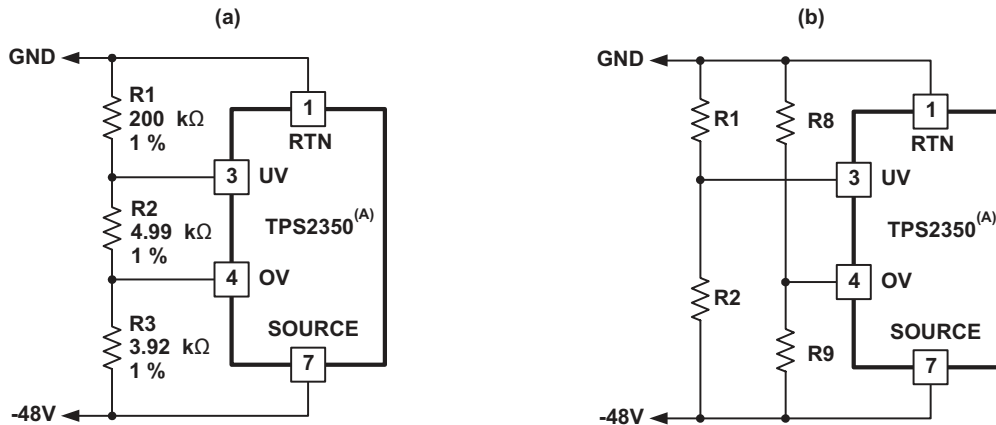 (a)
GND
R1
200 kΩ
1 %
1
RTN
3
UV
R2
4.99 kΩ
1 %
TPS2350(A)
4
OV
R3
3.92 kΩ
1 %
SOURCE
7
-48V
(b)
GND
R1
R8
1
RTN
3
UV
TPS2350(A)
R2
4
OV
R9
SOURCE
7
-48V